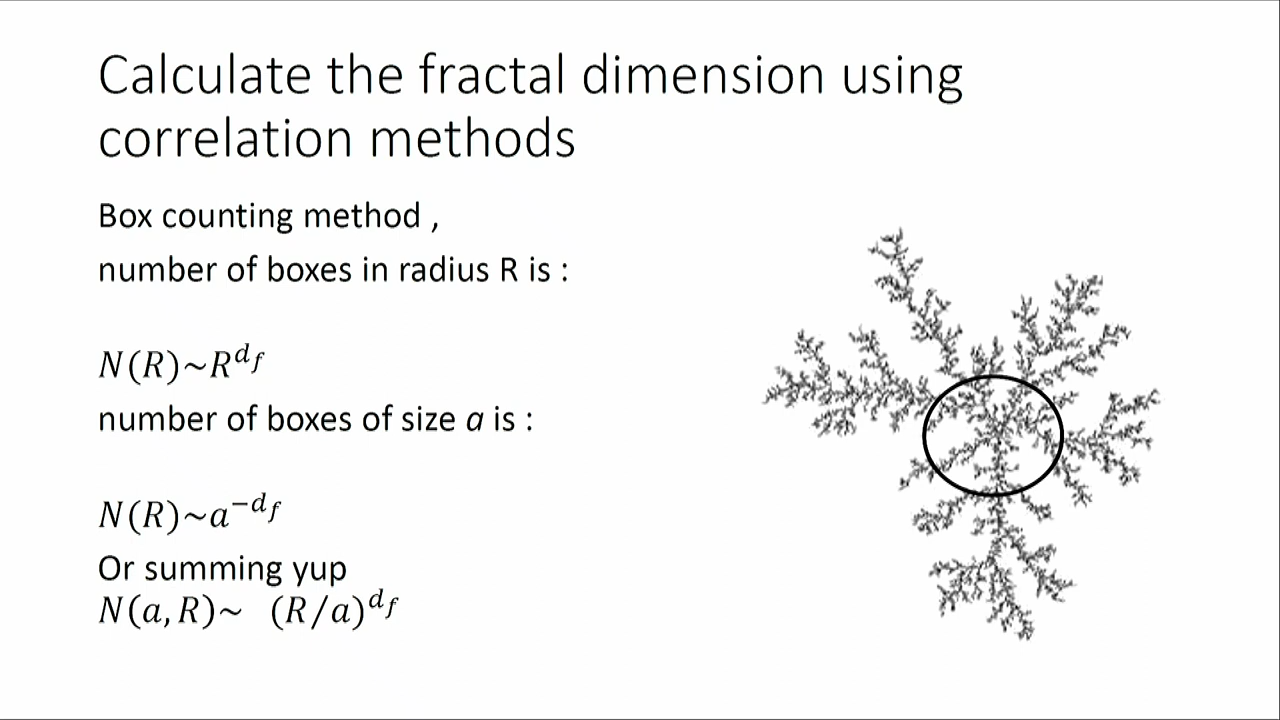 Calculate the fractal dimension using
correlation methods
Box counting method ,
number of boxes in radius R is :
N(R)~R^{d_f}
number of boxes of size a is :
N(R)~a^{-d_f}
Or summing yup
N(a,R)~ (R/a)^{d_f}